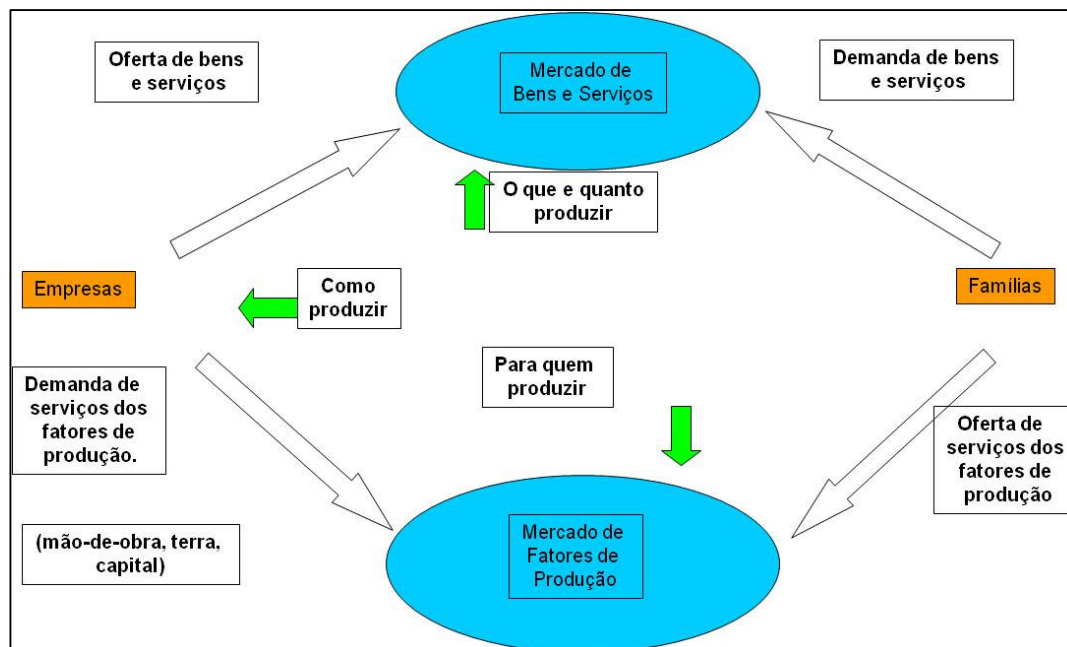 Oferta de bens
e serviços
Mercado de
Bens e Serviços
Demanda de bens
e serviços
O que e quanto
produzir
Empresas
Como
produzir
Famílias
Para quem
produzir
Demanda de
serviços dos
fatores de
produção.
Oferta de
serviços dos
fatores de
produção
(mão-de-obra, terra,
capital)
Mercado de
Fatores de
Produção